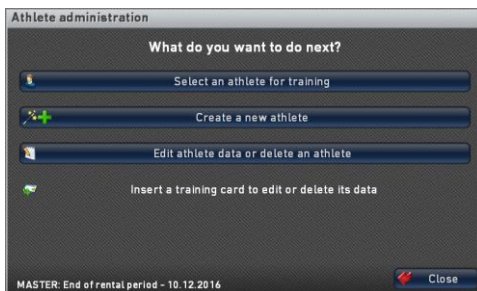 Athlete administration
What do you want to do next?
Select an athlete for training
Create a new athlete
Edit athlete data or delete an athlete
Insert a training card to edit or delete its data
MASTER: End of rental period - 10.12.2016
Close